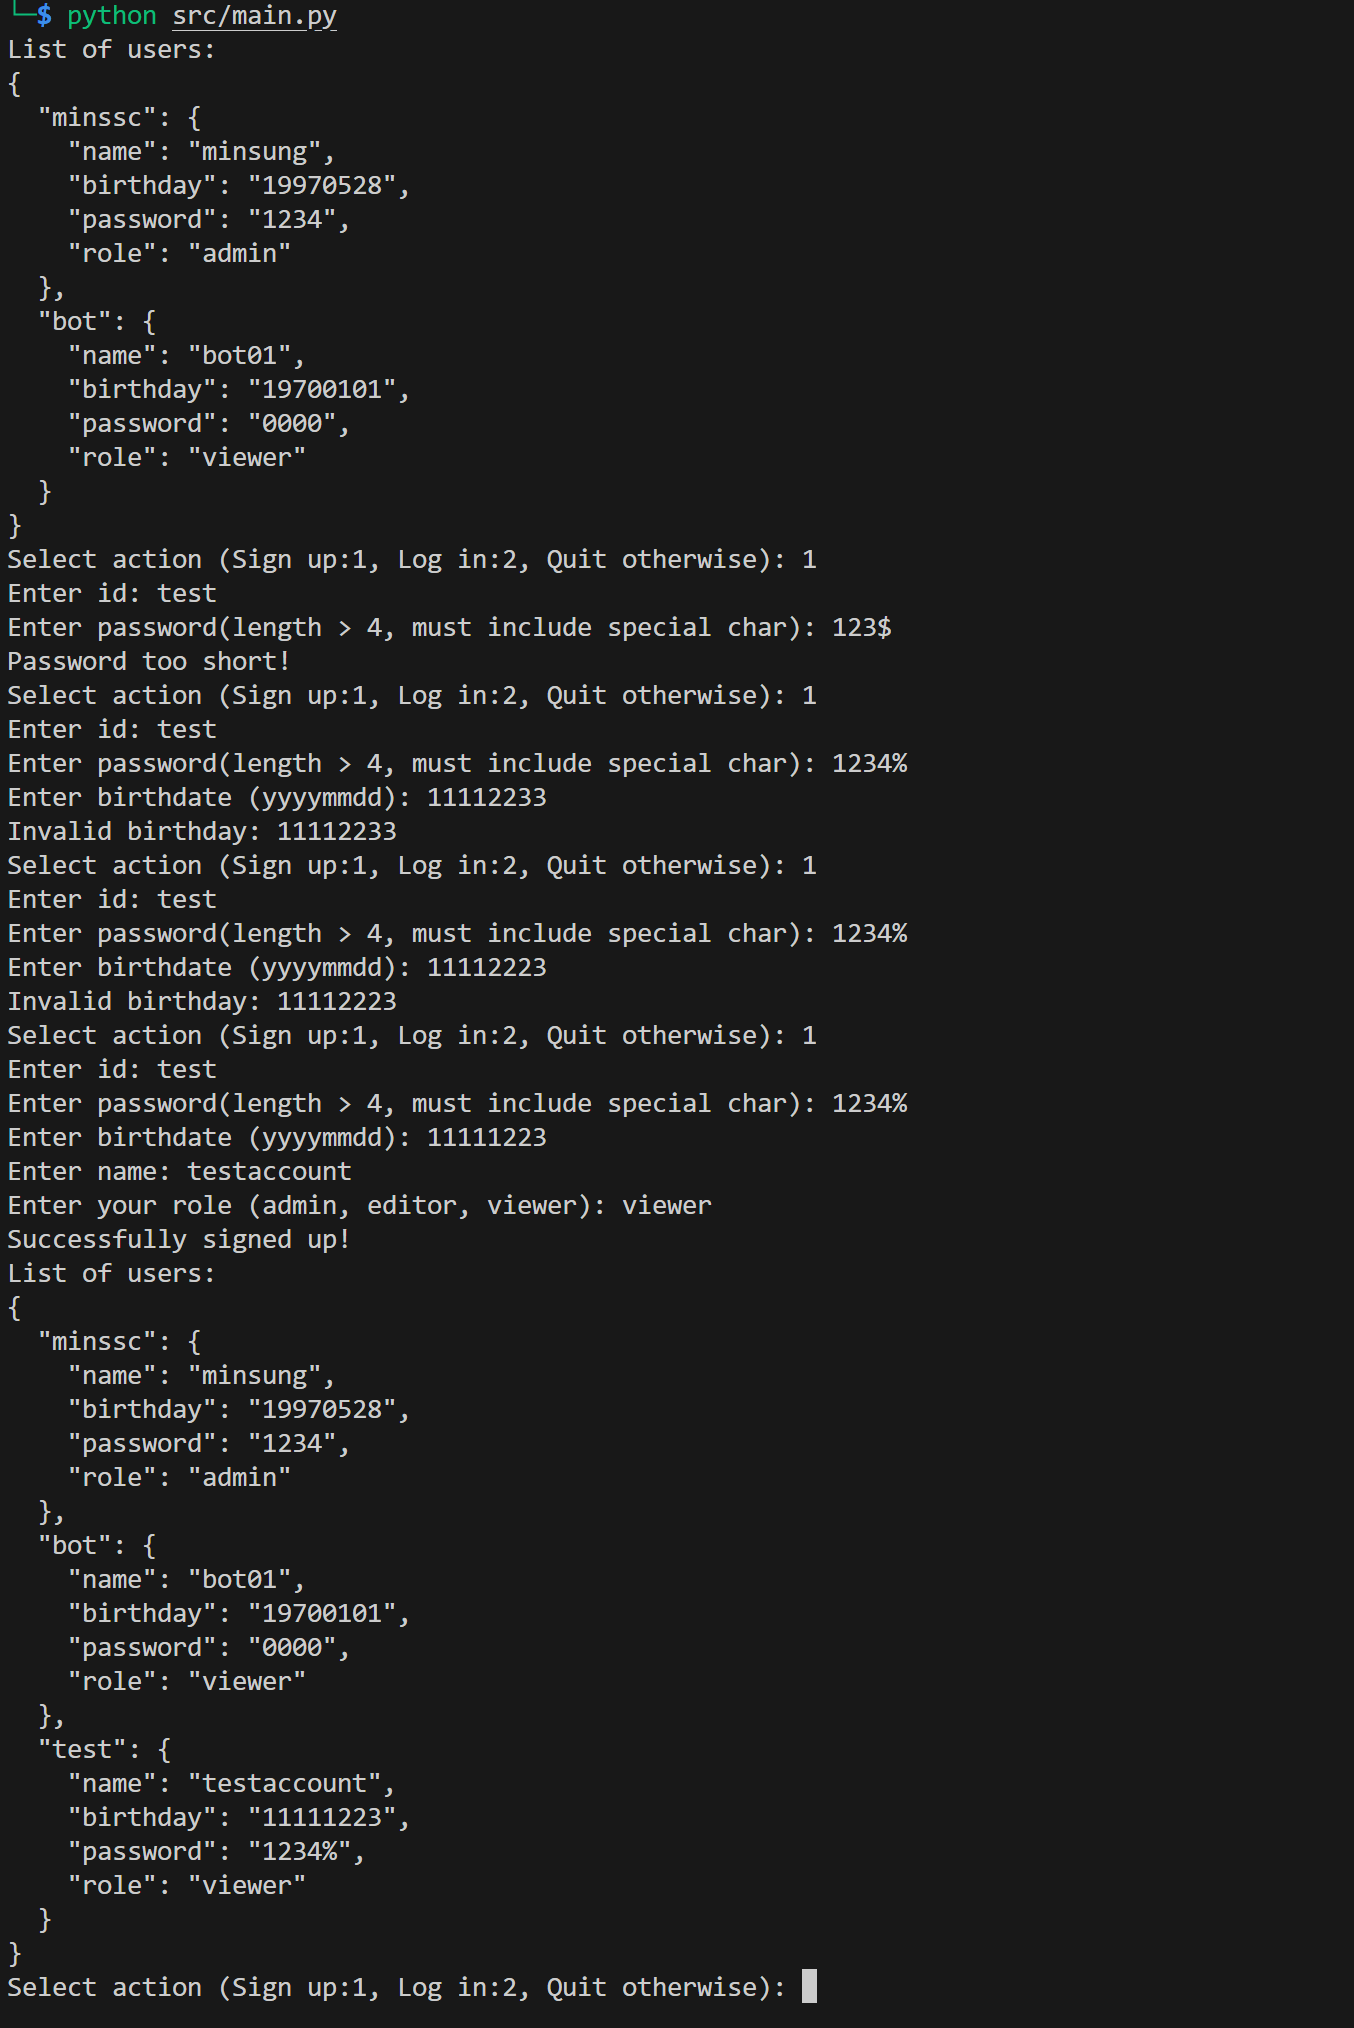 └─$ python src/main.py
List of users:
{
  "minssc": {
    "name": "minsung",
    "birthday": "19970528",
    "password": "1234",
    "role": "admin"
  },
  "bot": {
    "name": "bot01",
    "birthday": "19700101",
    "password": "0000",
    "role": "viewer"
  }
}
Select action (Sign up:1, Log in:2, Quit otherwise): 1
Enter id: test
Enter password(length > 4, must include special char): 123$
Password too short!
Select action (Sign up:1, Log in:2, Quit otherwise): 1
Enter id: test
Enter password(length > 4, must include special char): 1234%
Enter birthdate (yyyymmdd): 11112233
Invalid birthday: 11112233
Select action (Sign up:1, Log in:2, Quit otherwise): 1
Enter id: test
Enter password(length > 4, must include special char): 1234%
Enter birthdate (yyyymmdd): 11112223
Invalid birthday: 11112223
Select action (Sign up:1, Log in:2, Quit otherwise): 1
Enter id: test
Enter password(length > 4, must include special char): 1234%
Enter birthdate (yyyymmdd): 11111223
Enter name: testaccount
Enter your role (admin, editor, viewer): viewer
Successfully signed up!
List of users:
{
  "minssc": {
    "name": "minsung",
    "birthday": "19970528",
    "password": "1234",
    "role": "admin"
  },
  "bot": {
    "name": "bot01",
    "birthday": "19700101",
    "password": "0000",
    "role": "viewer"
  },
  "test": {
    "name": "testaccount",
    "birthday": "11111223",
    "password": "1234%",
    "role": "viewer"
  }
}
Select action (Sign up:1, Log in:2, Quit otherwise):